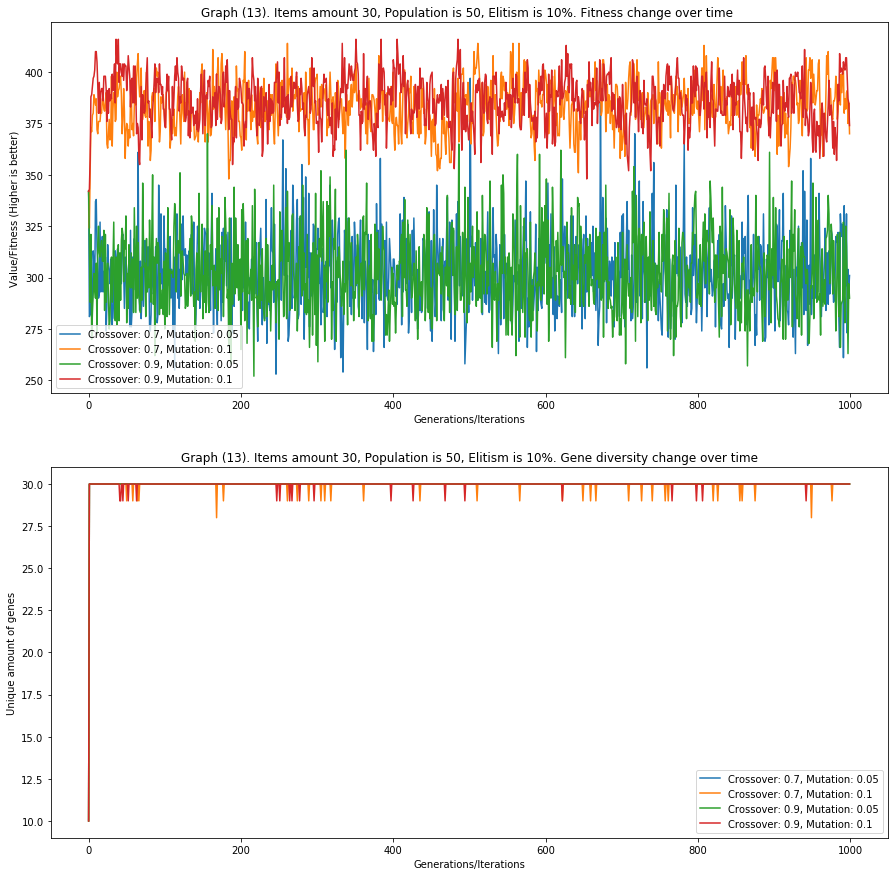 Graph (13). Items amount 30, Population is 50, Elitism is 10%. Fitness change over time
Value/Fitness (Higher is better)
400
375
350
325
300
275
250
Crossover: 0.7, Mutation: 0.05
Crossover: 0.7, Mutation: 0.1
Crossover: 0.9, Mutation: 0.05
Crossover: 0.9, Mutation: 0.1
0 200 400 600 800 1000
Generations/Iterations
Graph (13). Items amount 30, Population is 50, Elitism is 10%. Gene diversity change over time
Unique amount of genes
30.0
27.5
25.0
22.5
20.0
17.5
15.0
12.5
10.0
Crossover: 0.7, Mutation: 0.05
Crossover: 0.7, Mutation: 0.1
Crossover: 0.9, Mutation: 0.05
Crossover: 0.9, Mutation: 0.1
0 200 400 600 800 1000
Generations/Iterations